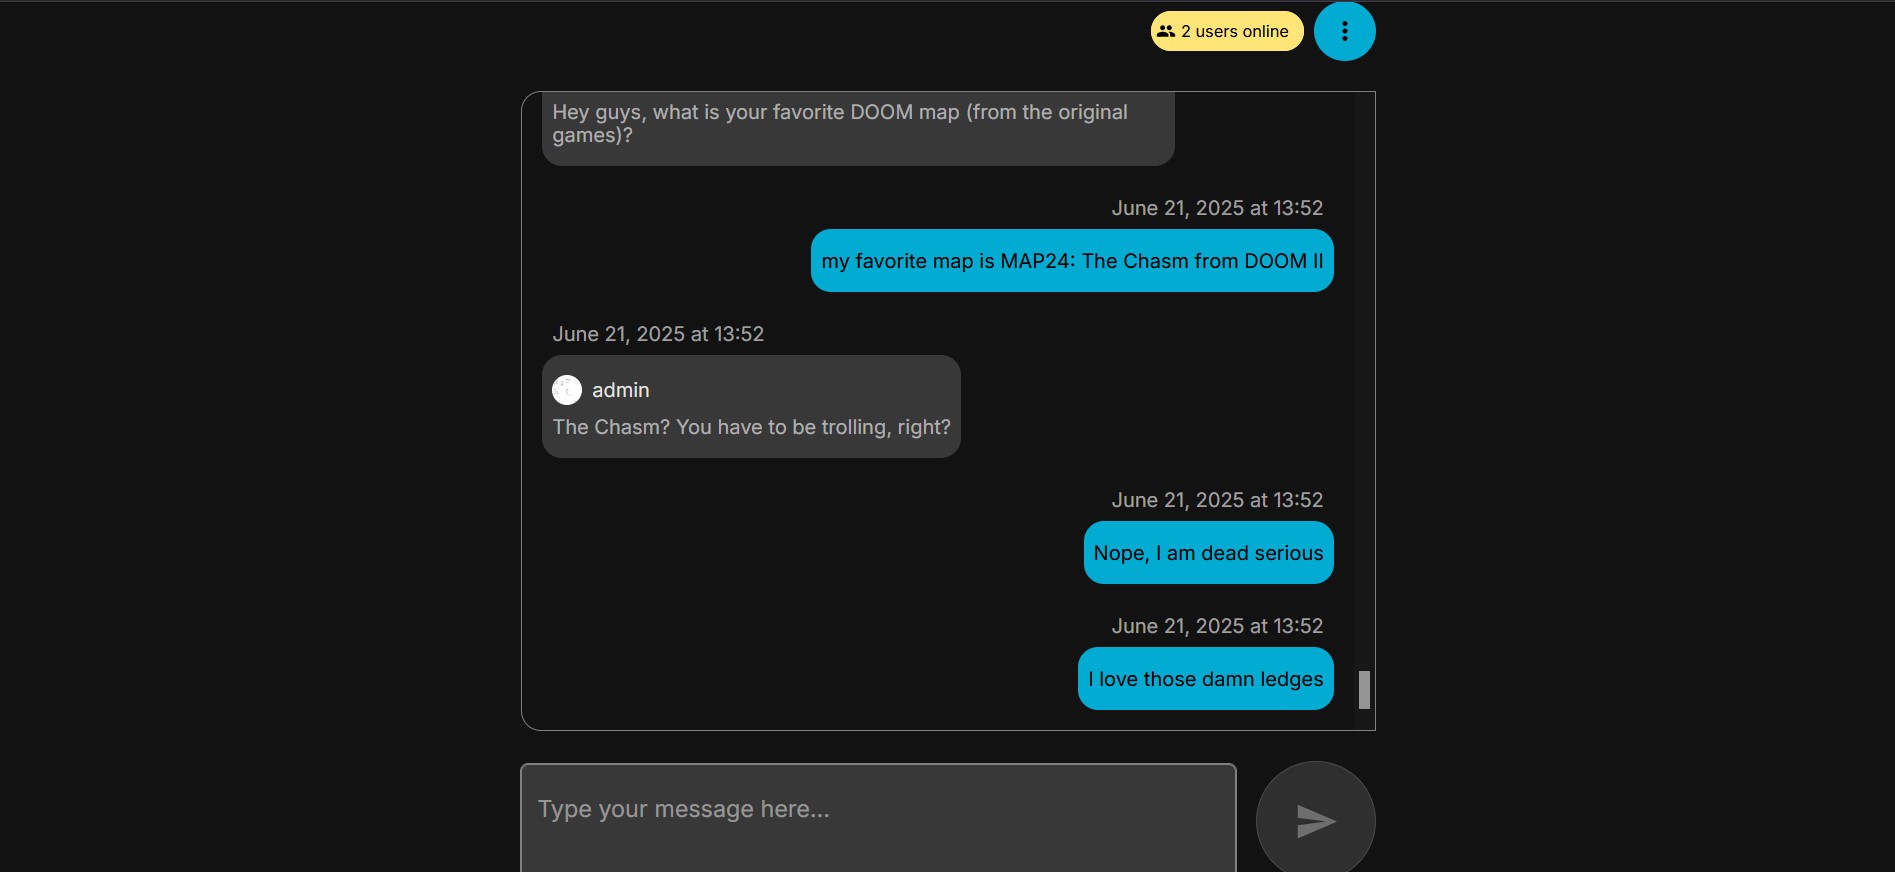 2 users online
Hey guys, what is your favorite DOOM map (from the original
games)?
June 21, 2025 at 13:52
my favorite map is MAP24: The Chasm from DOOM II
June 21, 2025 at 13:52
admin
The Chasm? You have to be trolling, right?
June 21, 2025 at 13:52
Nope, I am dead serious
June 21, 2025 at 13:52
I love those damn ledges
Type your message here...